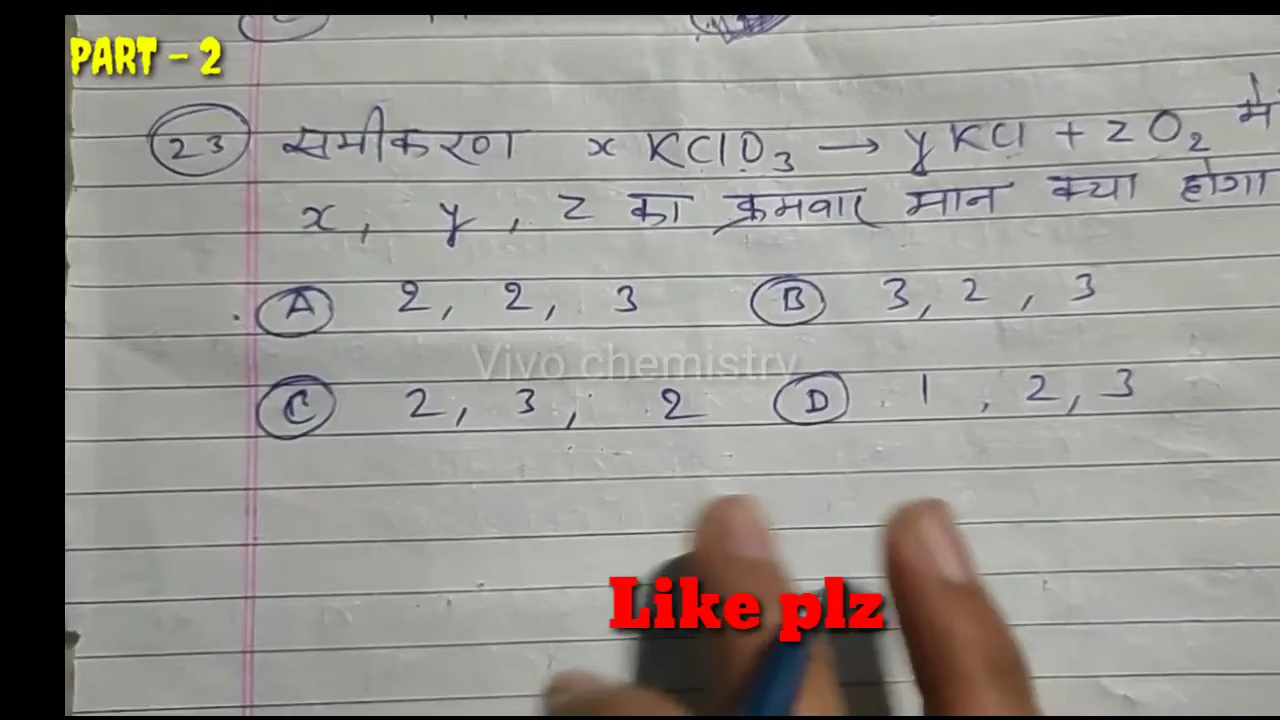 PART - 2
23 समीकरण x KClO3 → y KCl + z O2 में
x, y, z का क्रमवार मान क्या होगा
A 2, 2, 3 B 3, 2, 3
Vivo chemistry
C 2, 3, 2 D 1, 2, 3
Like plz